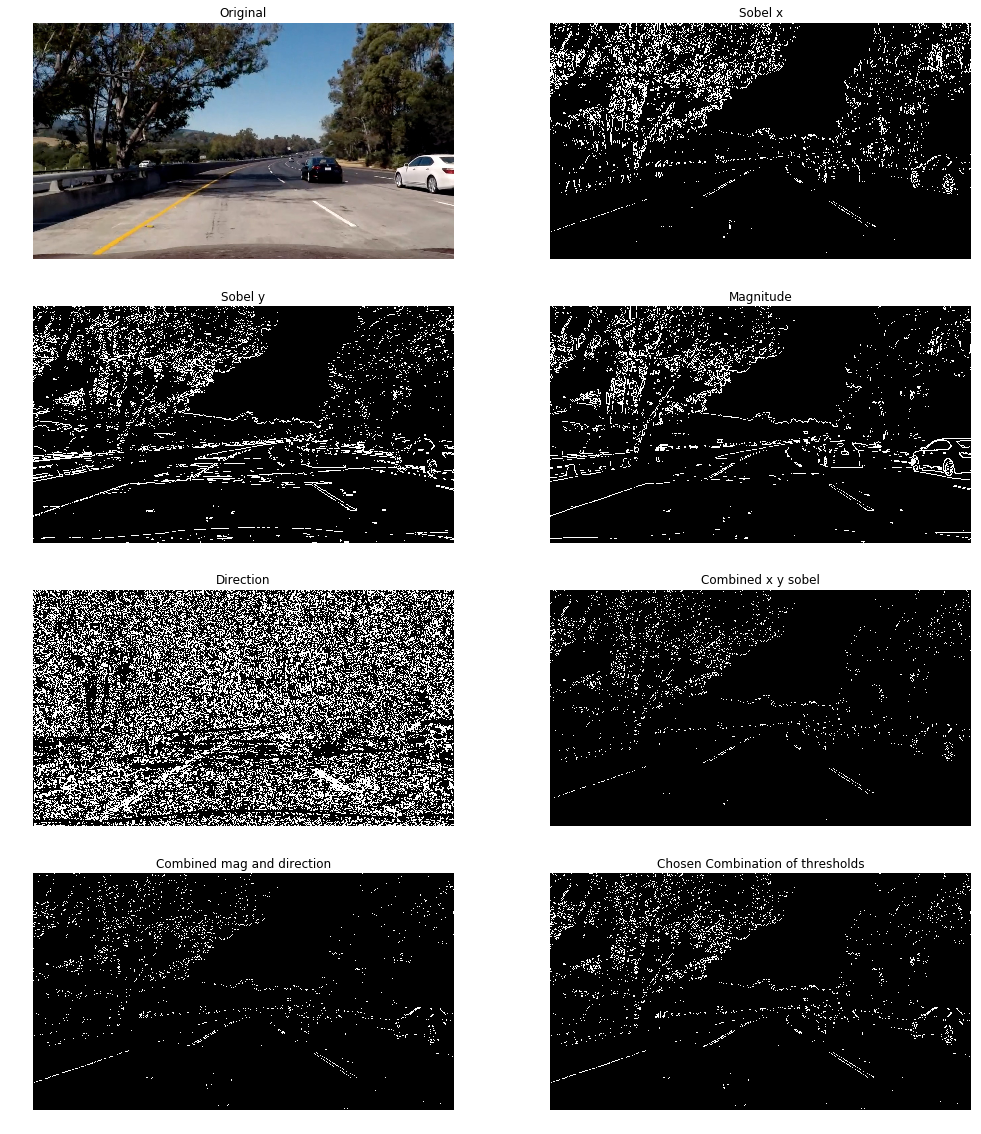 Original
Sobel x
Sobel y
Magnitude
Direction
Combined x y sobel
Combined mag and direction
Chosen Combination of thresholds